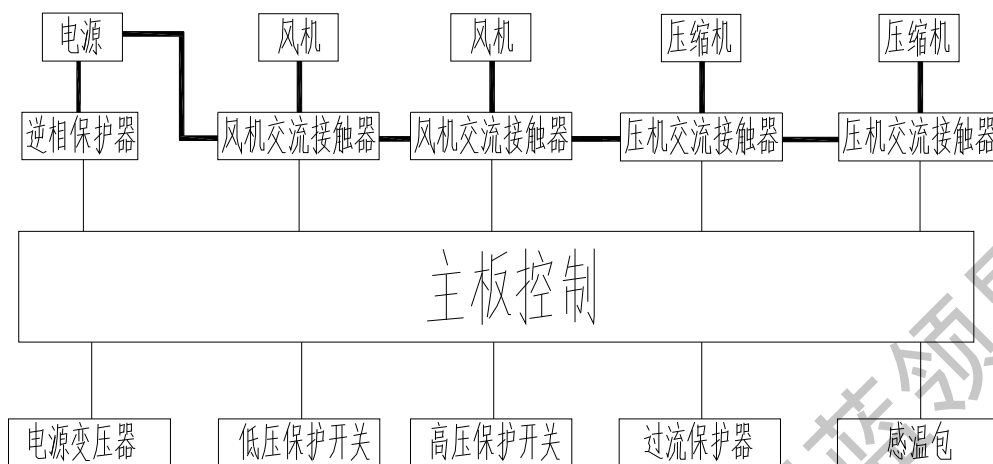 电源 风机 风机 压缩机 压缩机
逆相保护器 风机交流接触器 风机交流接触器 压机交流接触器 压机交流接触器
主板控制
电源变压器 低压保护开关 高压保护开关 过流保护器 感温包
蓝领